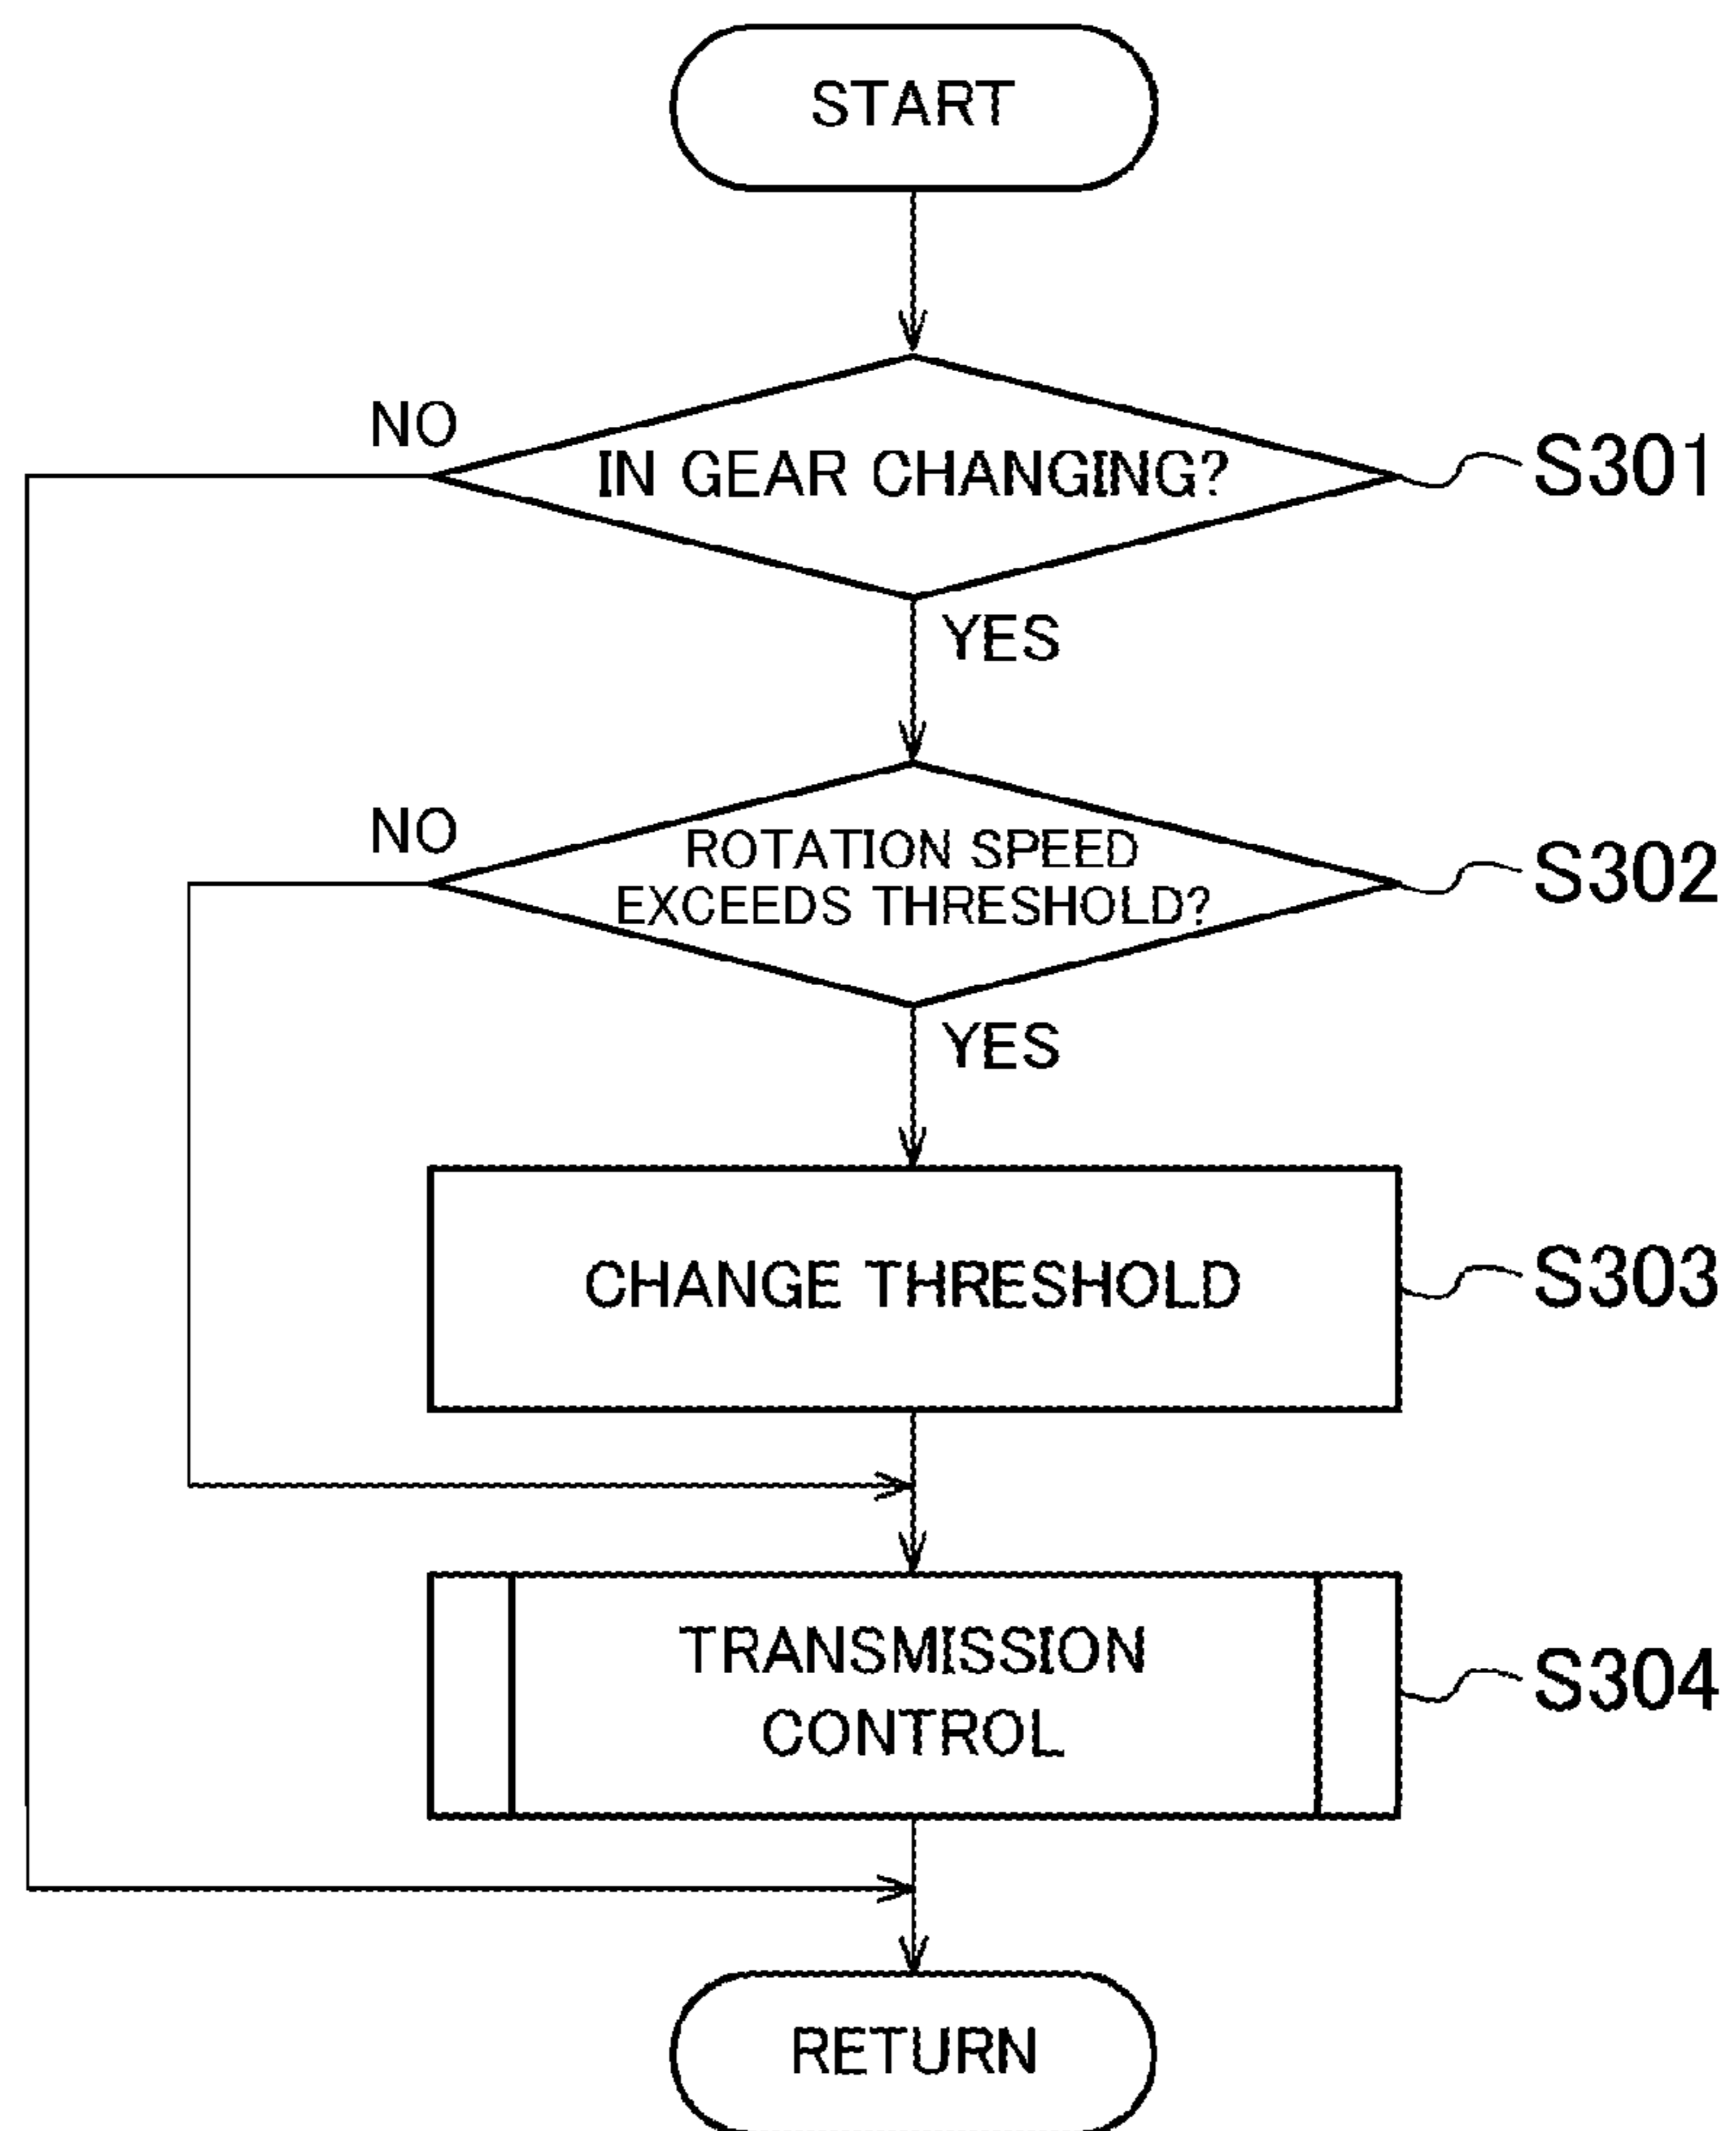 START
NO
IN GEAR CHANGING?
S301
YES
NO
ROTATION SPEED
EXCEEDS THRESHOLD?
S302
YES
CHANGE THRESHOLD
S303
TRANSMISSION
CONTROL
S304
RETURN